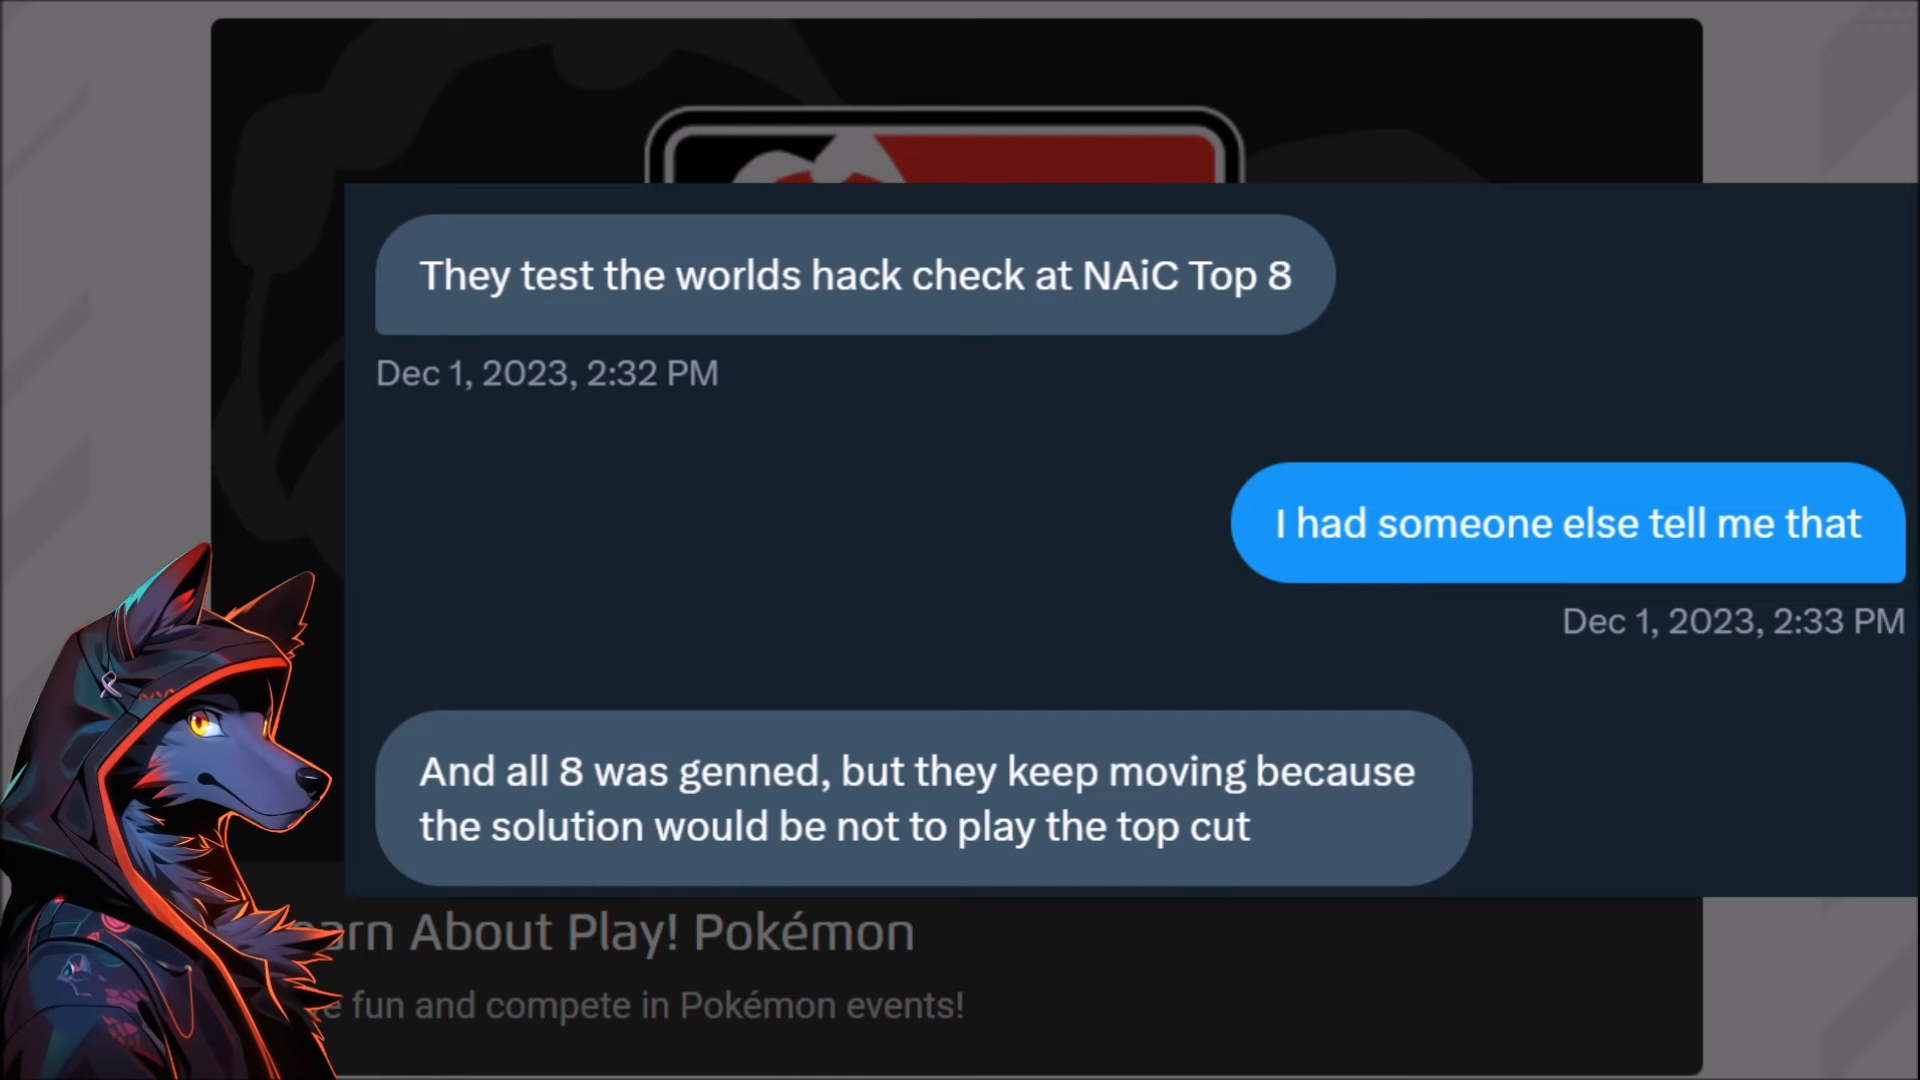 They test the worlds hack check at NAiC Top 8
Dec 1, 2023, 2:32 PM
I had someone else tell me that
Dec 1, 2023, 2:33 PM
And all 8 was genned, but they keep moving because
the solution would be not to play the top cut
arn About Play! Pokémon
fun and compete in Pokémon events!